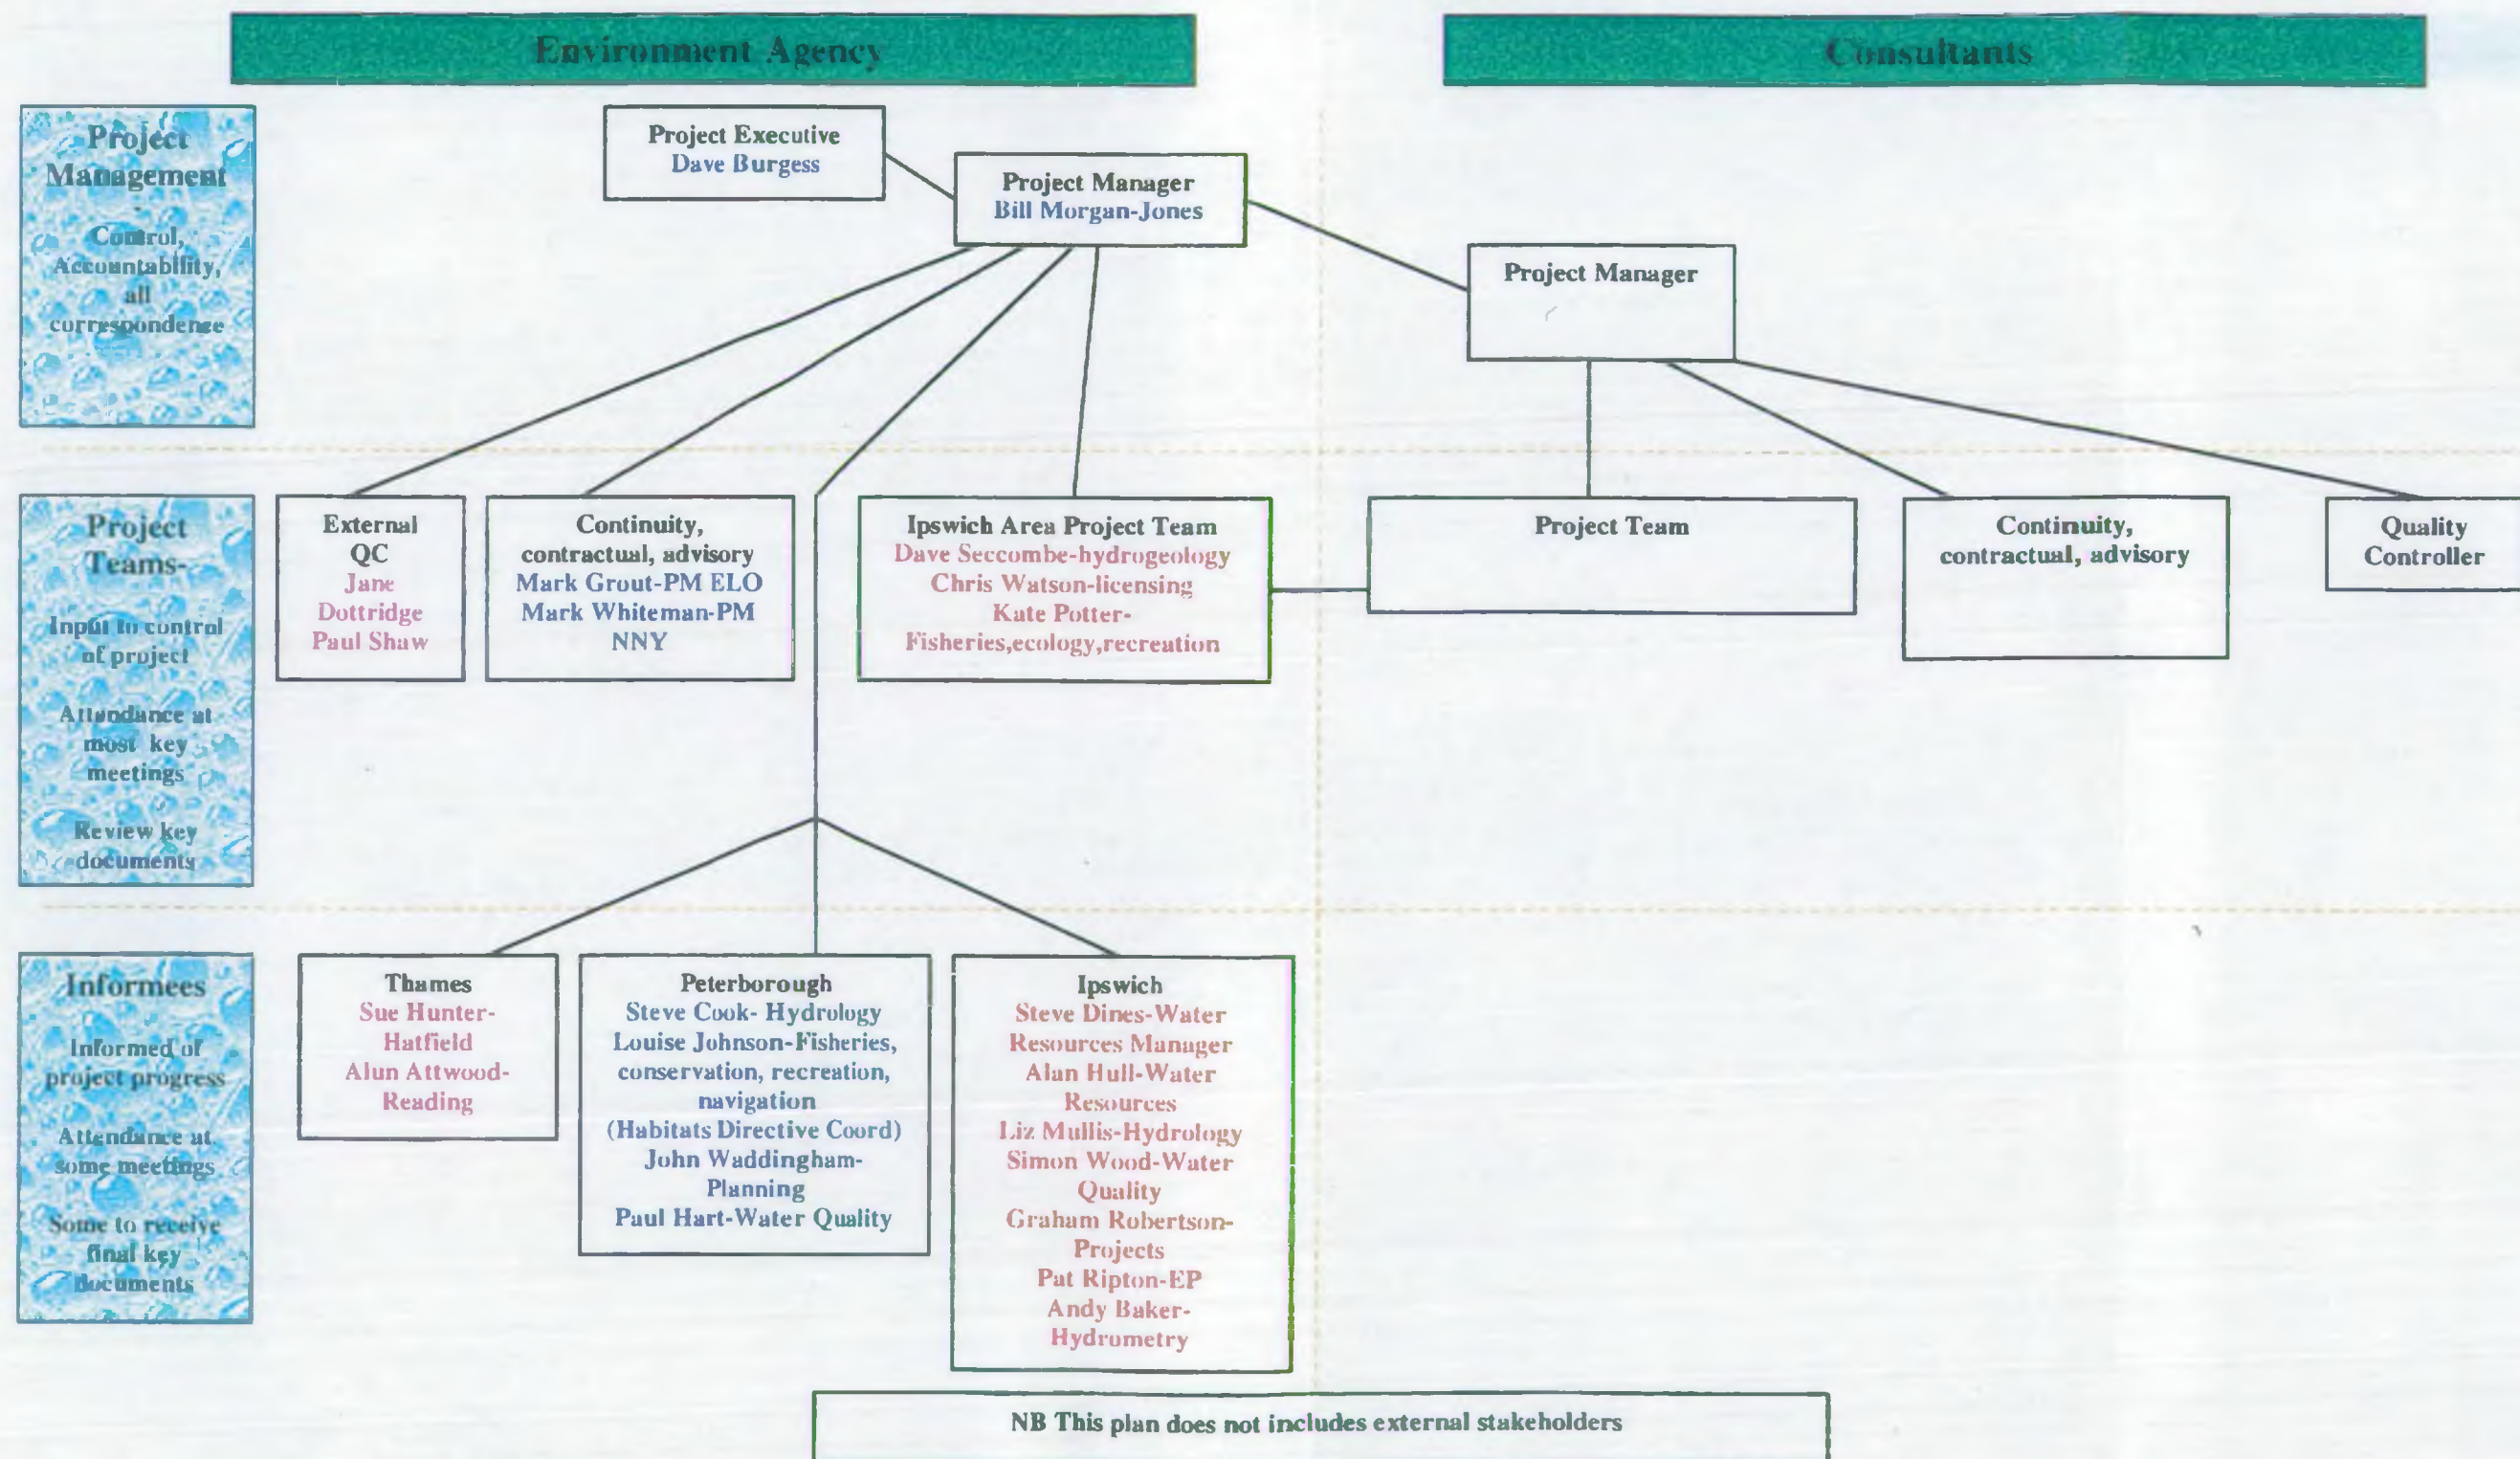 Environment Agency
Consultants
Project
Management
-
Control,
Accountability,
all
correspondence
Project Executive
Dave Burgess
Project Manager
Bill Morgan-Jones
Project Manager
Project
Teams-
Input to control
of project
Attendance at
most key
meetings
Review key
documents
External
QC
Jane
Dottridge
Paul Shaw
Continuity,
contractual, advisory
Mark Grout-PM ELO
Mark Whiteman-PM
NNY
Ipswich Area Project Team
Dave Seccombe-hydrogeology
Chris Watson-licensing
Kate Potter-
Fisheries,ecology,recreation
Project Team
Continuity,
contractual, advisory
Quality
Controller
Informees
Informed of
project progress
Attendance at
some meetings
Some to receive
final key
documents
Thames
Sue Hunter-
Hatfield
Alun Attwood-
Reading
Peterborough
Steve Cook- Hydrology
Louise Johnson-Fisheries,
conservation, recreation,
navigation
(Habitats Directive Coord)
John Waddingham-
Planning
Paul Hart-Water Quality
Ipswich
Steve Dines-Water
Resources Manager
Alan Hull-Water
Resources
Liz Mullis-Hydrology
Simon Wood-Water
Quality
Graham Robertson-
Projects
Pat Ripton-EP
Andy Baker-
Hydrometry
NB This plan does not includes external stakeholders